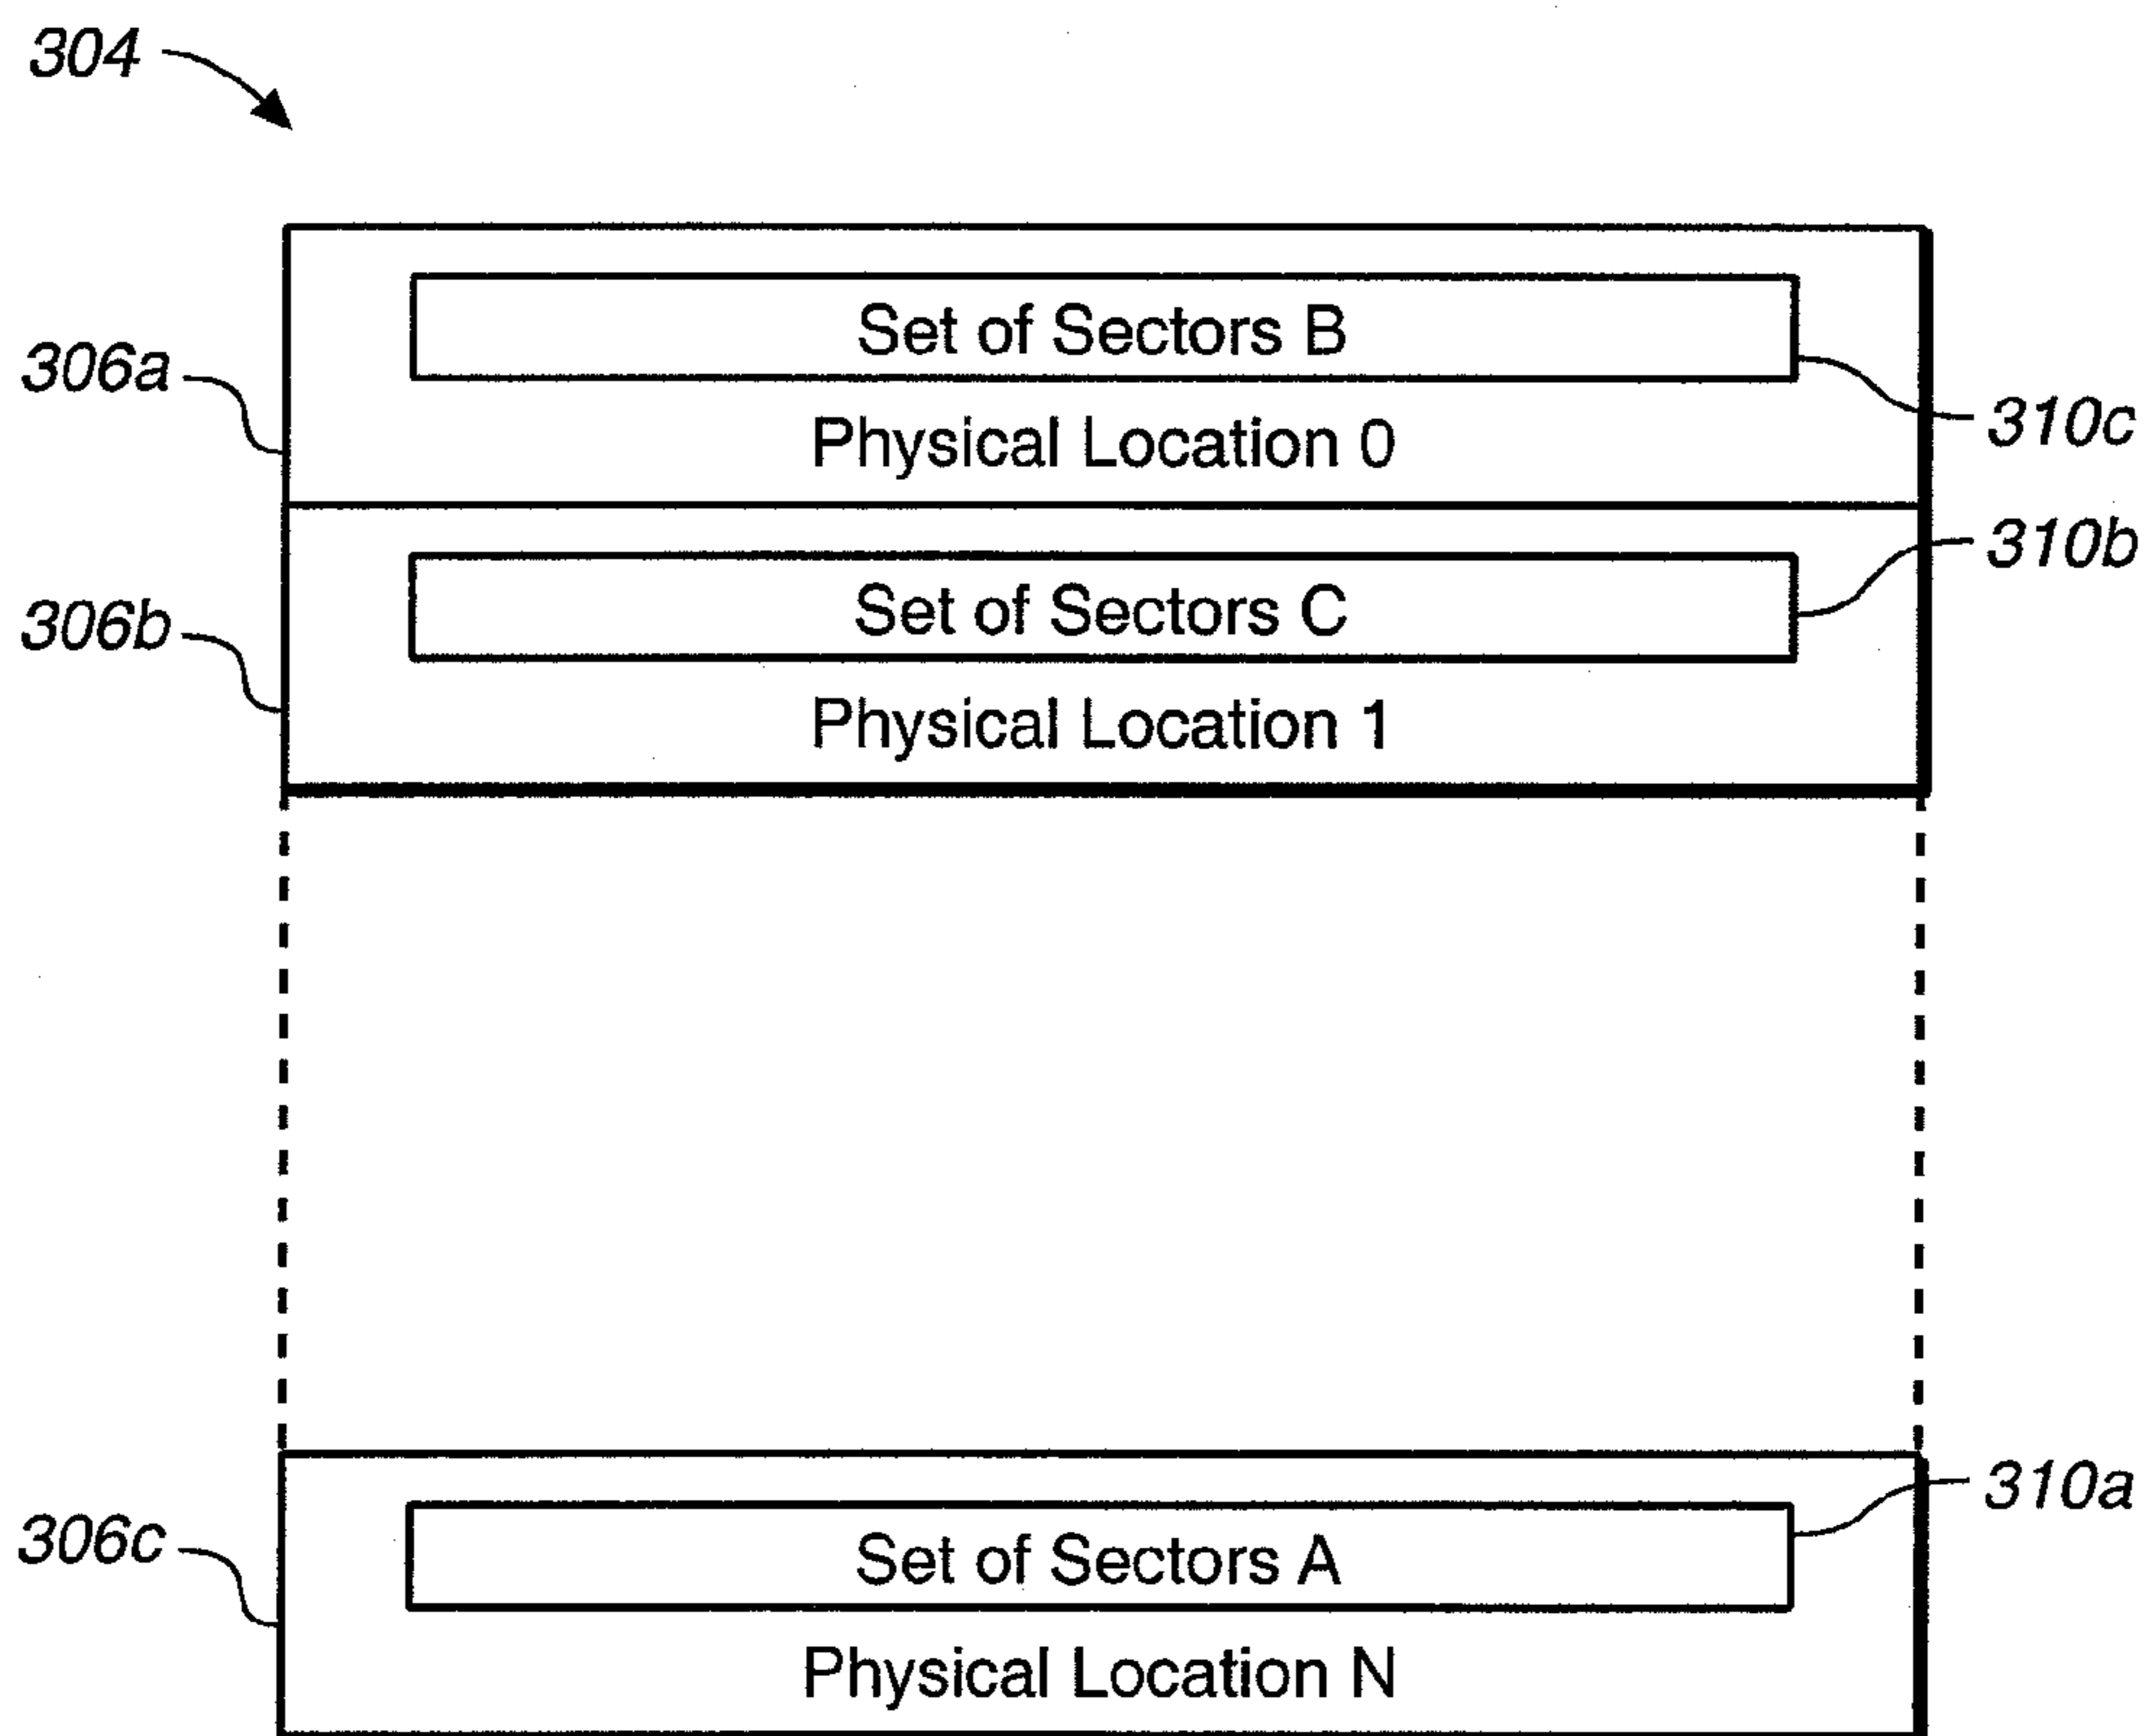 304
Set of Sectors B
306a
Physical Location 0
310c
310b
Set of Sectors C
306b
Physical Location 1
310a
Set of Sectors A
306c
Physical Location N